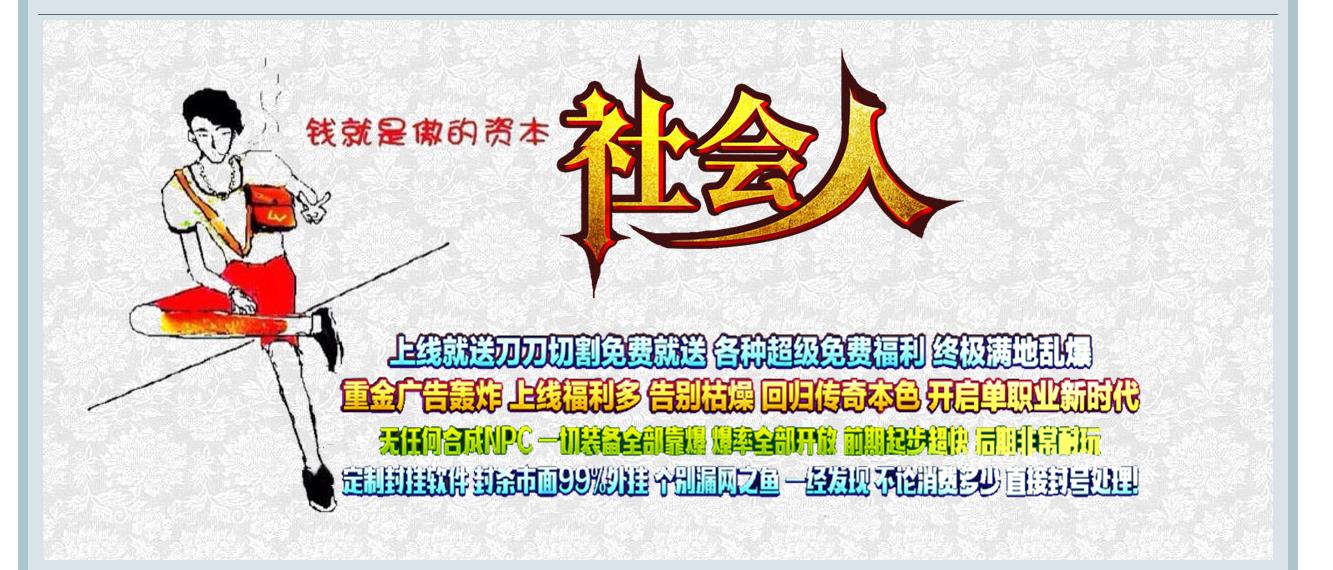 钱就是傲的资本
社会人
LV
上线就送刀刀切割免费就送 各种超级免费福利 终极满地乱爆
重金广告轰炸 上线福利多 告别枯燥 回归传奇本色 开启单职业新时代
无任何合成NPC 一切装备全部靠爆 爆率全部开放 前期起步超快 后期非常耐玩
定制封挂软件 封杀市面99%外挂 个别漏网之鱼 一经发现 不论消费多少 直接封号处理!